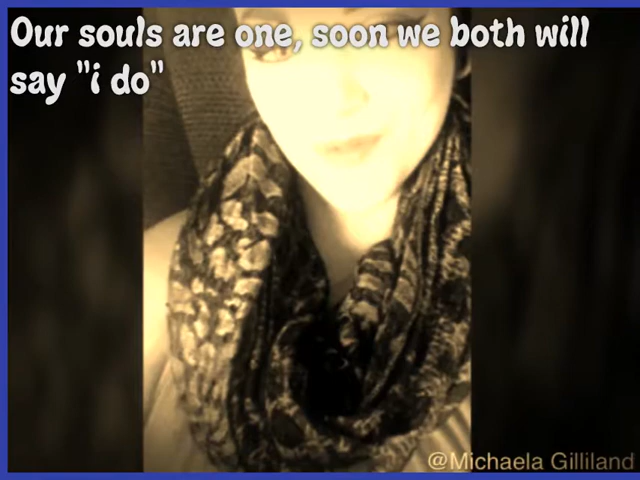 Our souls are one, soon we both will
say "i do"
@Michaela Gilliland